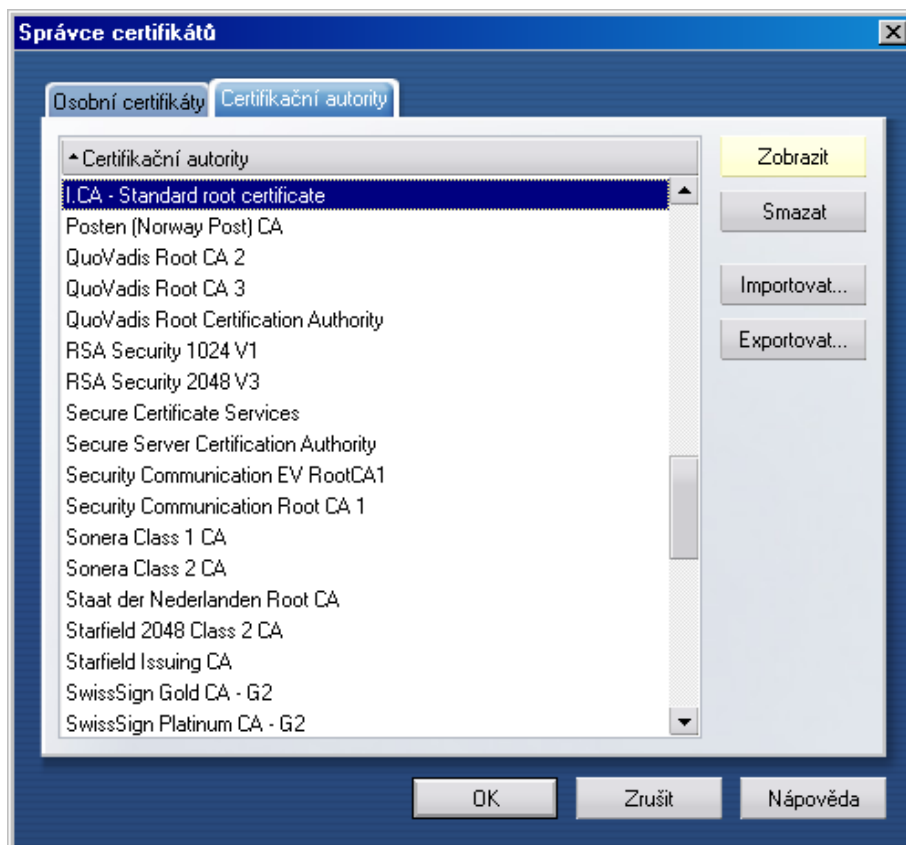 Správce certifikátů
Osobní certifikáty
Certifikační autority
Certifikační autority
I.CA - Standard root certificate
Posten (Norway Post) CA
QuoVadis Root CA 2
QuoVadis Root CA 3
QuoVadis Root Certification Authority
RSA Security 1024 V1
RSA Security 2048 V3
Secure Certificate Services
Secure Server Certification Authority
Security Communication EV RootCA1
Security Communication Root CA 1
Sonera Class 1 CA
Sonera Class 2 CA
Staat der Nederlanden Root CA
Starfield 2048 Class 2 CA
Starfield Issuing CA
SwissSign Gold CA - G2
SwissSign Platinum CA - G2
Zobrazit
Smazat
Importovat...
Exportovat...
OK
Zrušit
Nápověda